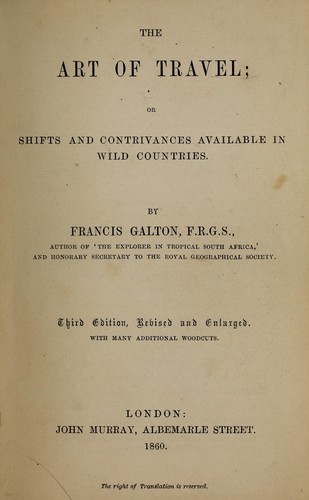 THE
ART OF TRAVEL;
OR
SHIFTS AND CONTRIVANCES AVAILABLE IN
WILD COUNTRIES.
BY
FRANCIS GALTON, F.R.G.S.,
AUTHOR OF 'THE EXPLORER IN TROPICAL SOUTH AFRICA,'
AND HONORARY SECRETARY TO THE ROYAL GEOGRAPHICAL SOCIETY.
Third Edition, Revised and Enlarged.
WITH MANY ADDITIONAL WOODCUTS.
LONDON:
JOHN MURRAY, ALBEMARLE STREET.
1860.
The right of Translation is reserved.